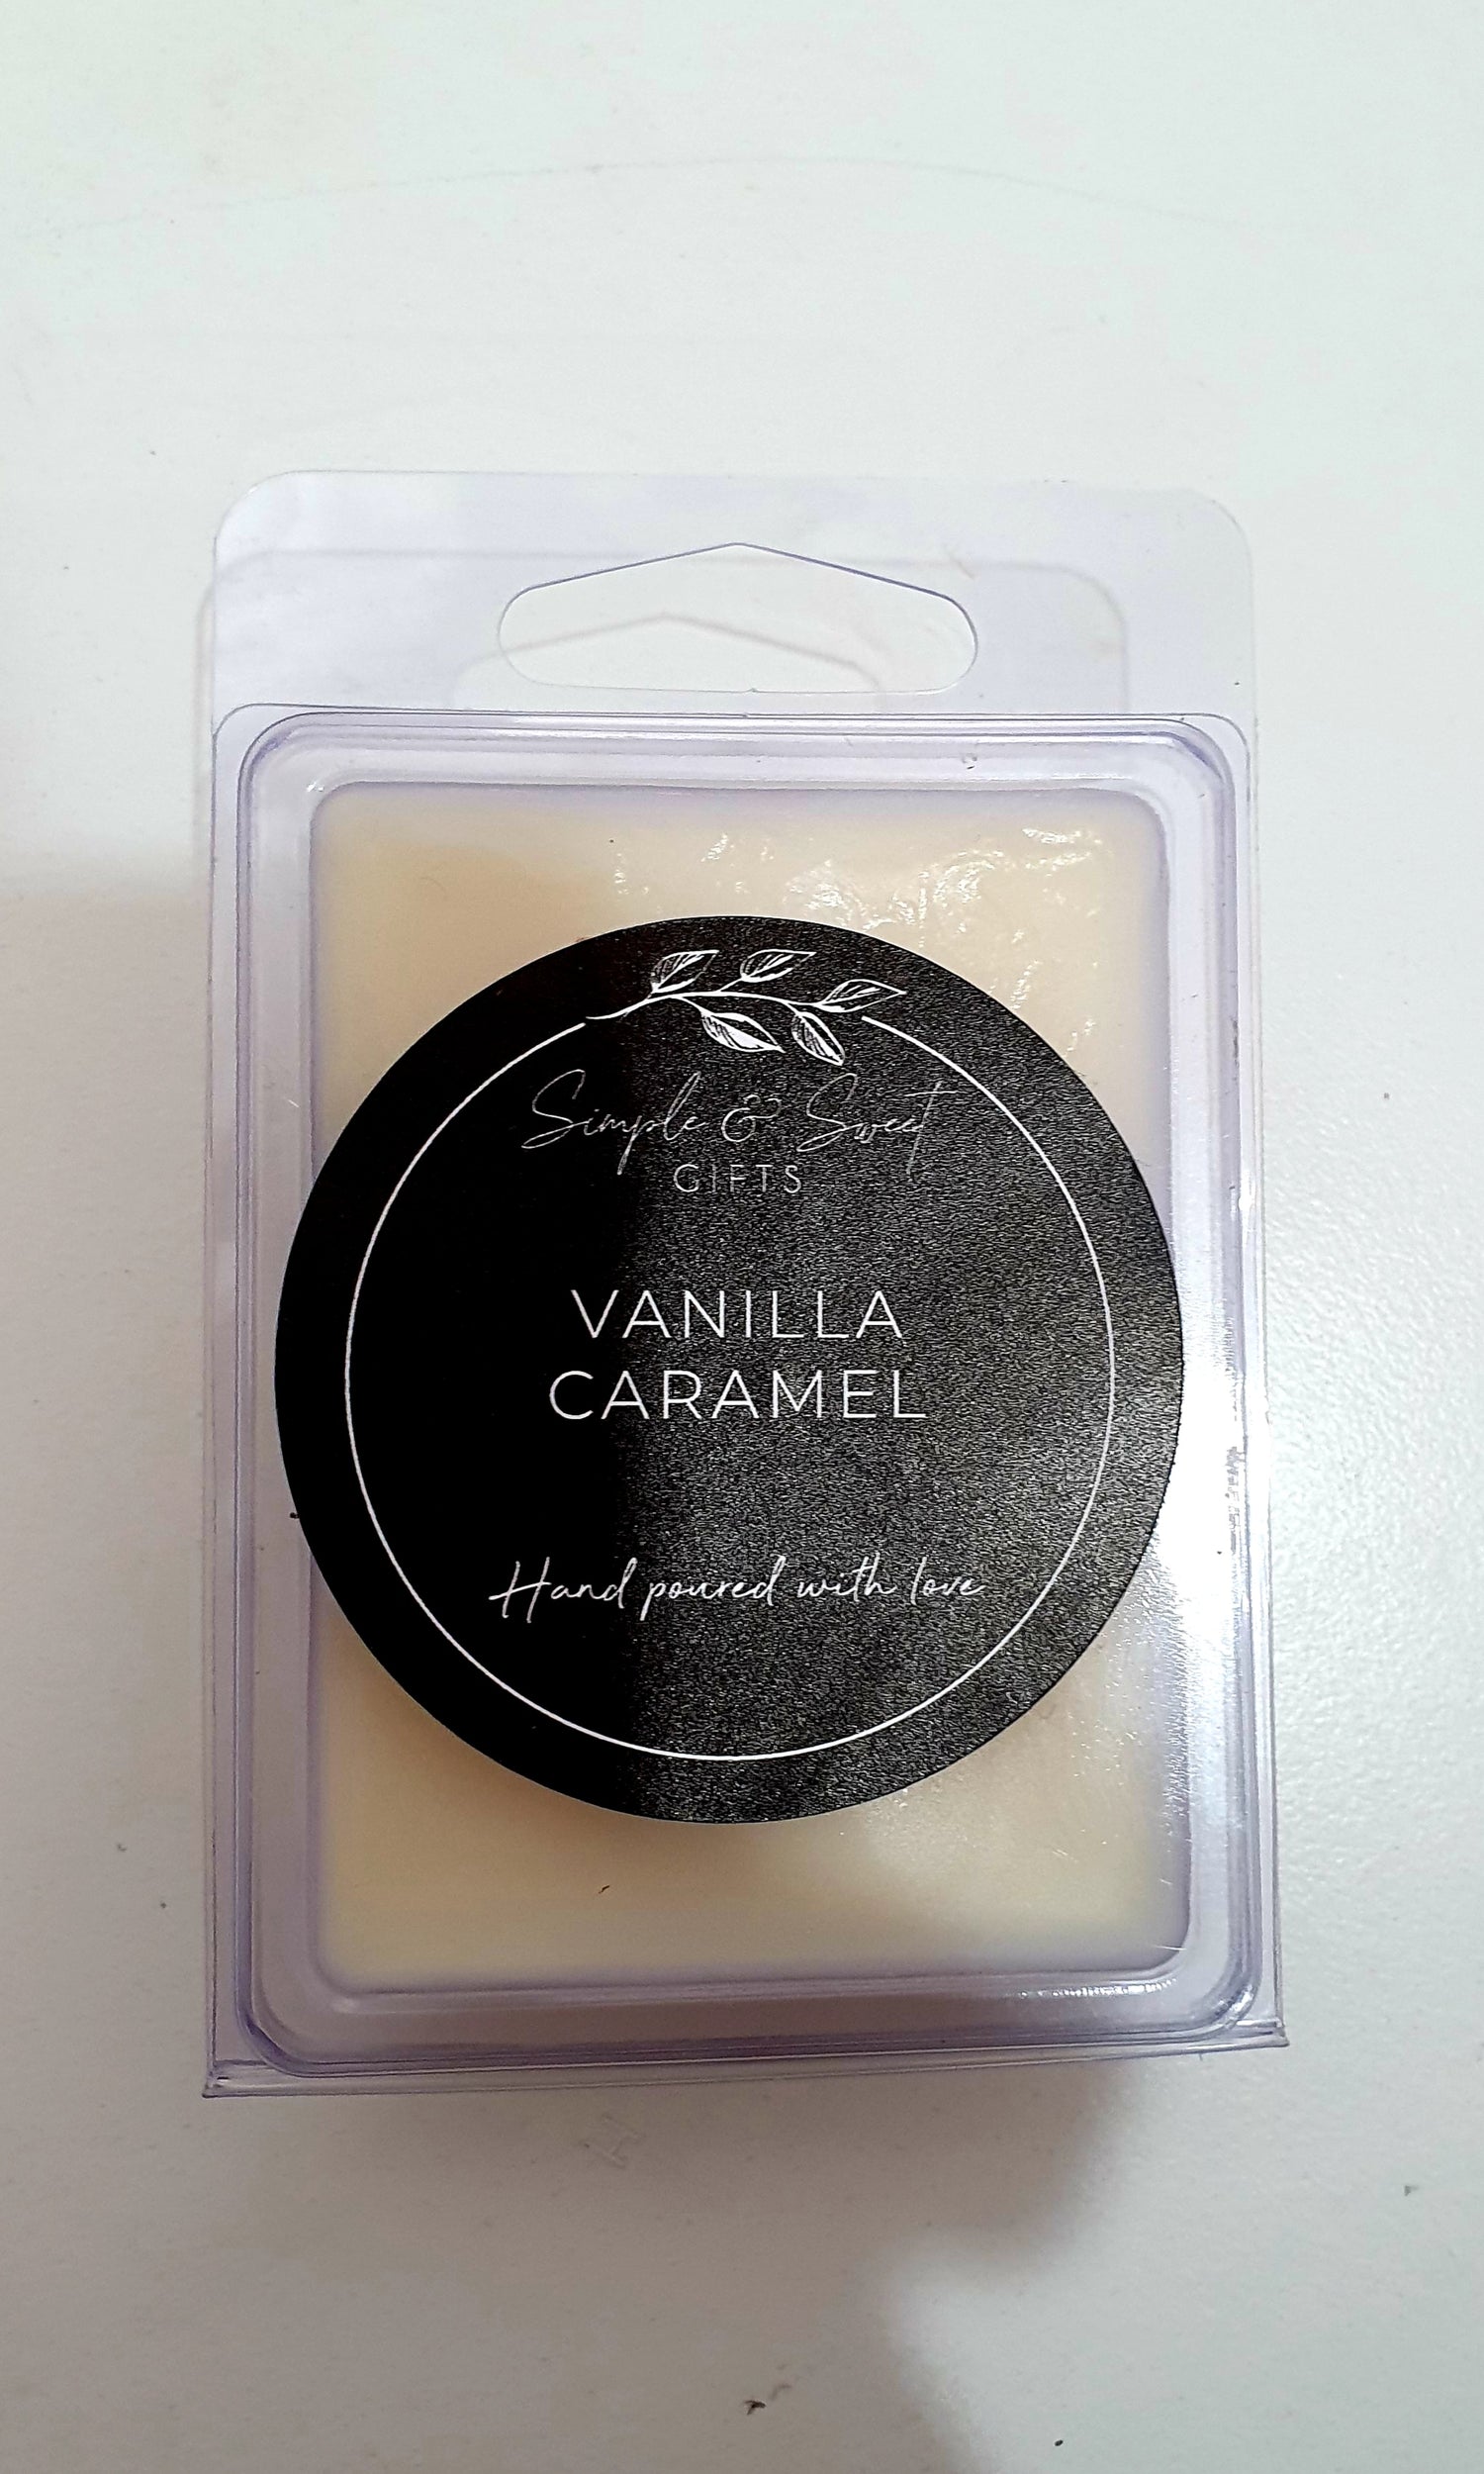 Simple & Sweet
GIFTS
VANILLA
CARAMEL
Hand poured with love